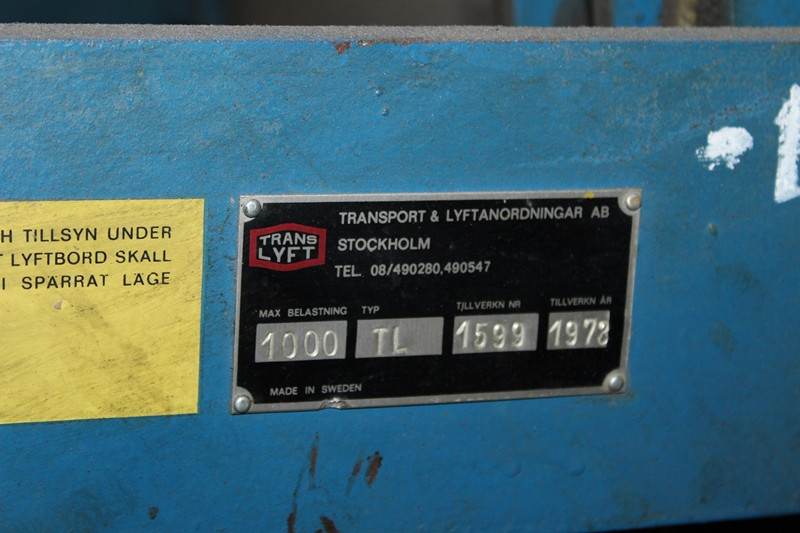 H TILLSYN UNDER
T LYFTBORD SKALL
I SPÄRRAT LÄGE
TRANS
LYFT
TRANSPORT & LYFTANORDNINGAR AB
STOCKHOLM
TEL. 08/490280,490547
MAX BELASTNING TYP TILLVERKN NR TILLVERKN ÅR
1000 TL 1599 1978
MADE IN SWEDEN